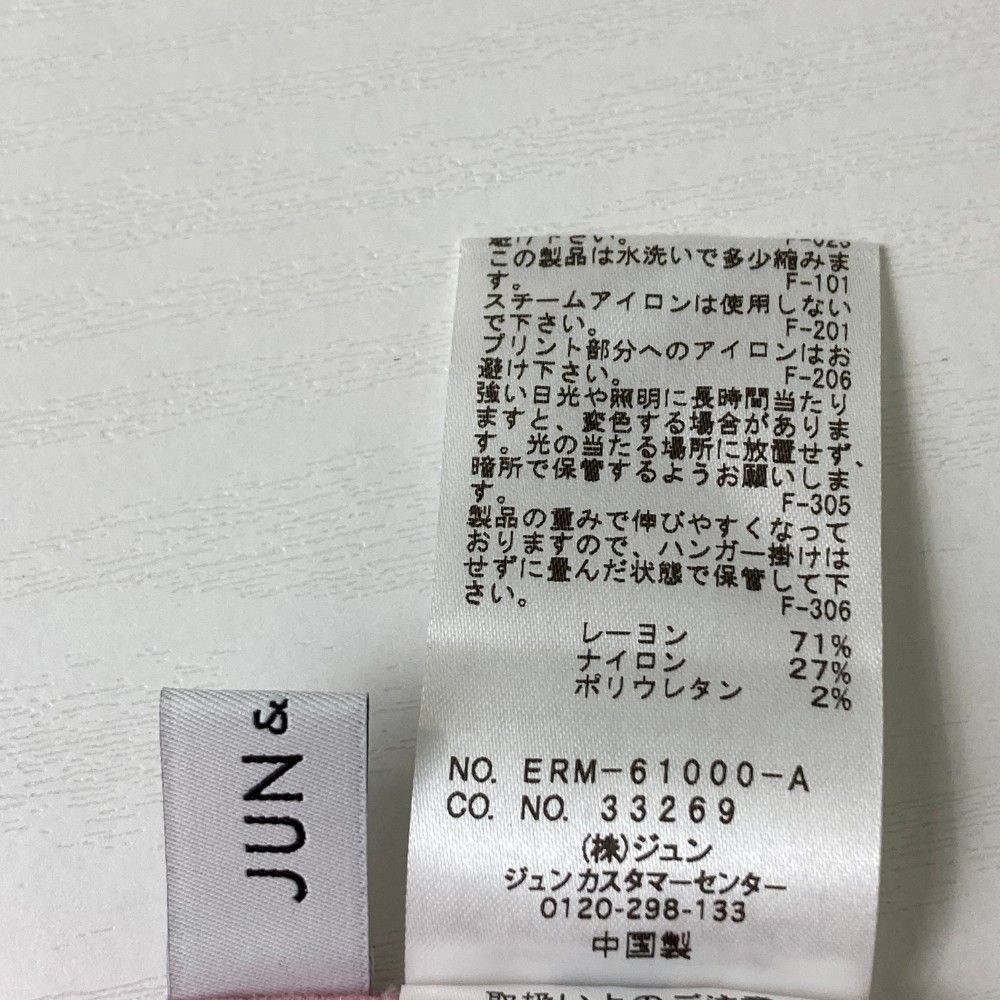 避け下さい。 F-023
この製品は水洗いで多少縮みま
す。 F-101
スチームアイロンは使用しない
で下さい。 F-201
プリント部分へのアイロンはお
避け下さい。 F-206
強い日光や照明に長時間当たり
ますと、変色する場合がありま
す。光の当たる場所に放置せず、
暗所で保管するようお願いしま
す。 F-305
製品の重みで伸びやすくなって
おりますので、ハンガー掛けは
せずに畳んだ状態で保管して下
さい。 F-306
レーヨン 71%
ナイロン 27%
ポリウレタン 2%
NO. ERM-61000-A
CO. NO. 33269
(株)ジュン
ジュンカスタマーセンター
0120-298-133
中国製
JUN &